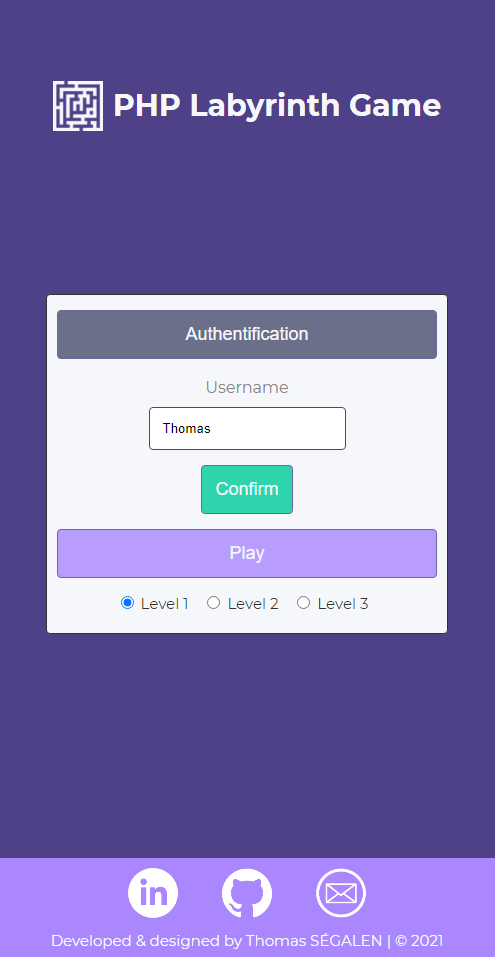 PHP Labyrinth Game
Authentification
Username
Thomas
Confirm
Play
Level 1 Level 2 Level 3
in
Developed & designed by Thomas SÉGALEN | © 2021